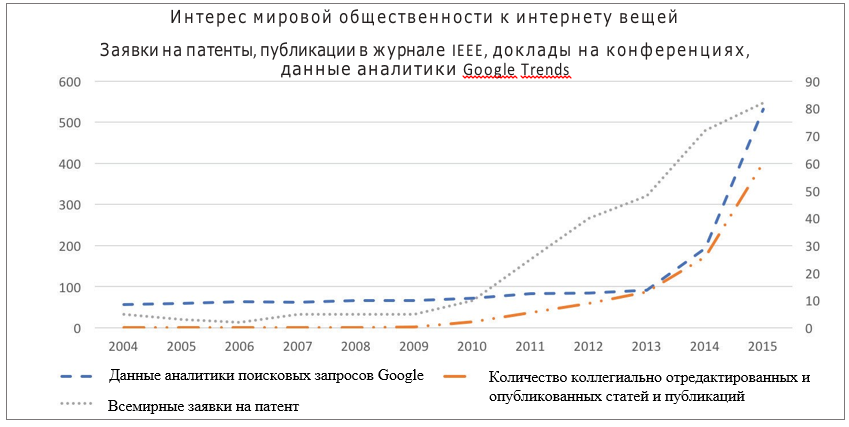 Интерес мировой общественности к интернету вещей
Заявки на патенты, публикации в журнале IEEE, доклады на конференциях,
данные аналитики Google Trends
600
500
400
300
200
100
0
90
80
70
60
50
40
30
20
10
0
2004 2005 2006 2007 2008 2009 2010 2011 2012 2013 2014 2015
Данные аналитики поисковых запросов Google
Количество коллегиально отредактированных и
опубликованных статей и публикаций
Всемирные заявки на патент